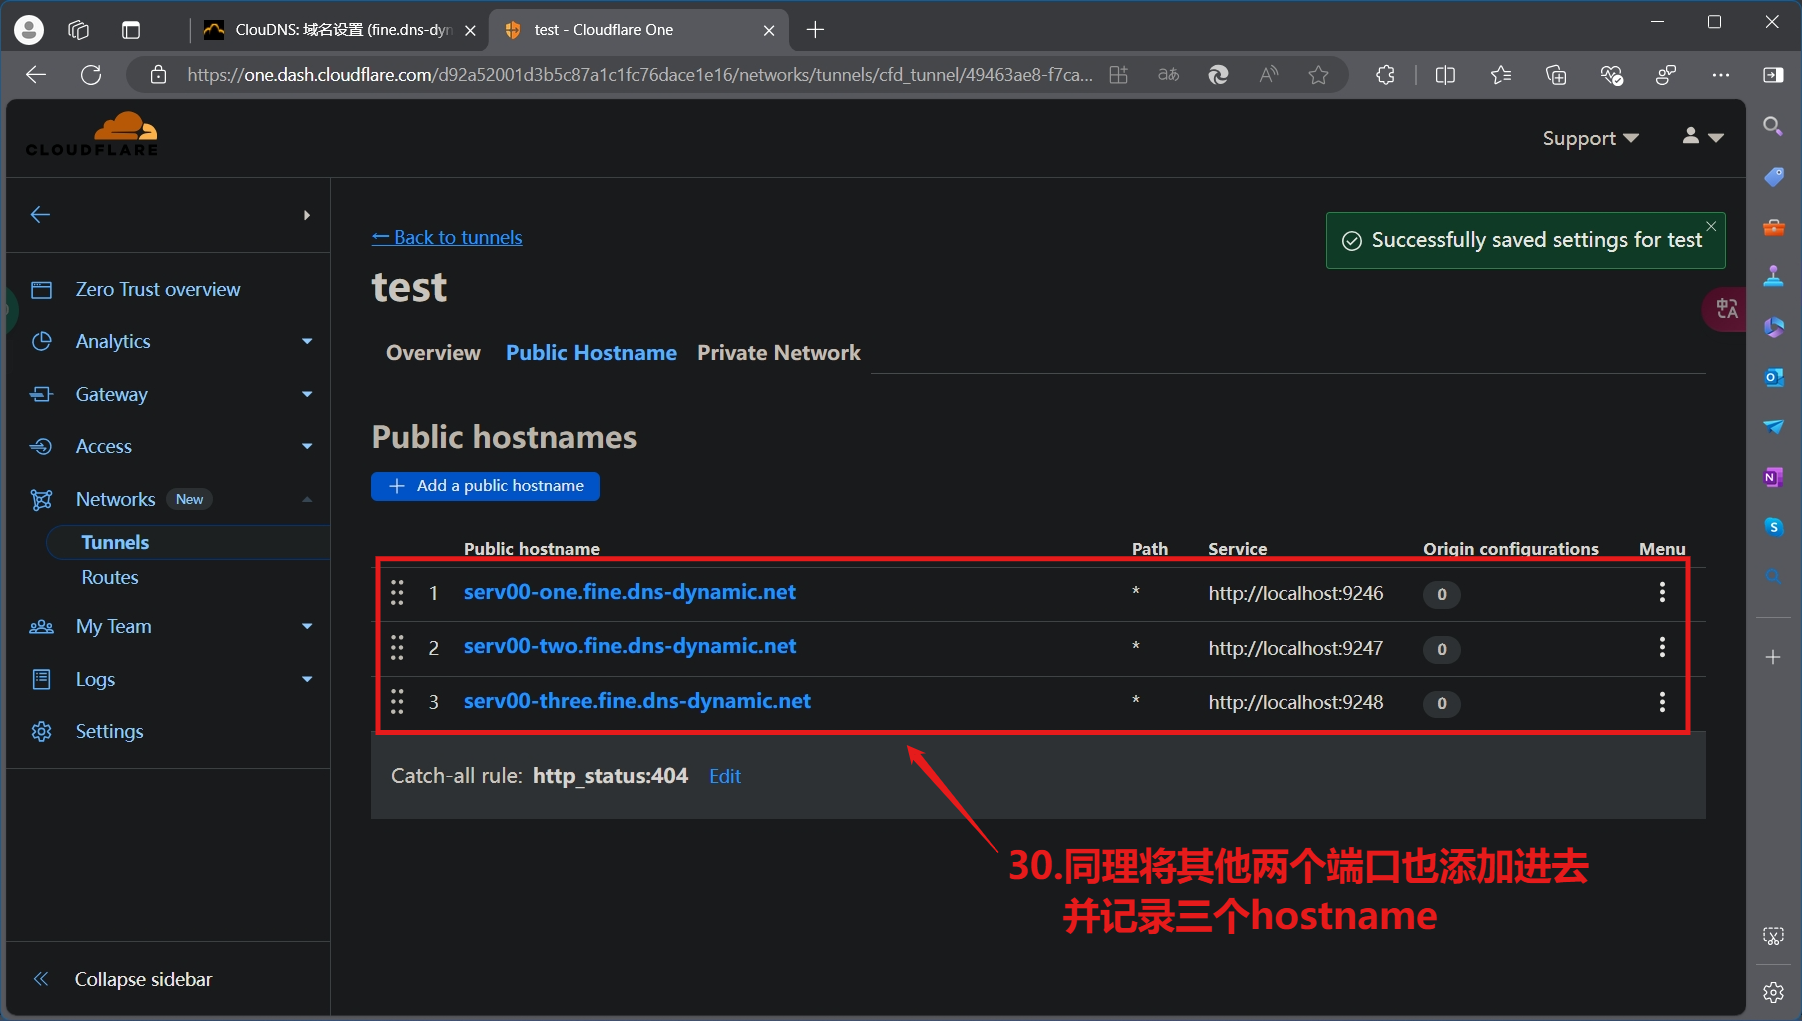 ClouDNS: 域名设置 (fine.dns-dyn
test - Cloudflare One
https://one.dash.cloudflare.com/d92a52001d3b5c87a1c1fc76dace1e16/networks/tunnels/cfd_tunnel/49463ae8-f7ca...
CLOUDFLARE
Support
← Back to tunnels
Successfully saved settings for test
test
Zero Trust overview
Analytics
Gateway
Access
Networks New
Tunnels
Routes
My Team
Logs
Settings
Collapse sidebar
Overview Public Hostname Private Network
Public hostnames
+ Add a public hostname
Public hostname Path Service Origin configurations Menu
1 serv00-one.fine.dns-dynamic.net * http://localhost:9246 0
2 serv00-two.fine.dns-dynamic.net * http://localhost:9247 0
3 serv00-three.fine.dns-dynamic.net * http://localhost:9248 0
Catch-all rule: http_status:404 Edit
30.同理将其他两个端口也添加进去
并记录三个hostname